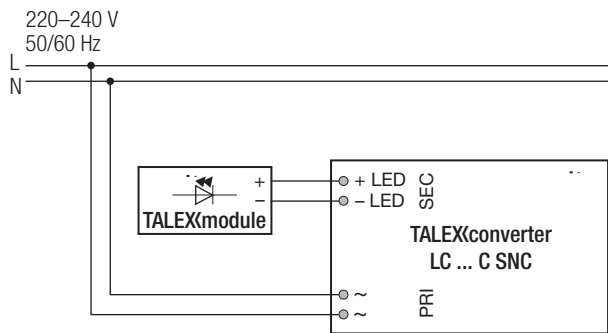 220–240 V
50/60 Hz
L
N
+
–
TALEXmodule
+ LED
– LED
SEC
TALEXconverter
LC ... C SNC
~
~
PRI